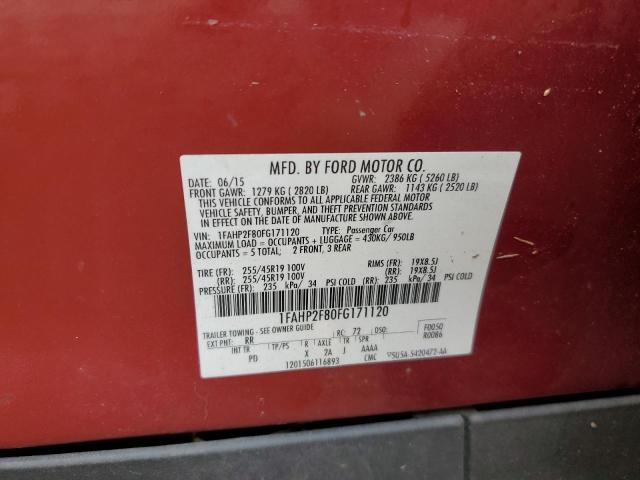 MFD. BY FORD MOTOR CO.
DATE: 06/15 GVWR: 2386 KG ( 5260 LB)
FRONT GAWR: 1279 KG ( 2820 LB) REAR GAWR: 1143 KG ( 2520 LB)
THIS VEHICLE CONFORMS TO ALL APPLICABLE FEDERAL MOTOR
VEHICLE SAFETY, BUMPER, AND THEFT PREVENTION STANDARDS
IN EFFECT ON THE DATE OF MANUFACTURE SHOWN ABOVE.
VIN: 1FAHP2F80FG171120 TYPE: Passenger Car
MAXIMUM LOAD = OCCUPANTS + LUGGAGE = 430KG/ 950LB
OCCUPANTS = 5 TOTAL; 2 FRONT, 3 REAR
TIRE (FR): 255/45R19 100V RIMS (FR): 19X8.5J
(RR): 255/45R19 100V (RR): 19X8.5J
PRESSURE (FR): 235 kPa/ 34 PSI COLD (RR): 235 kPa/ 34 PSI COLD
1FAHP2F80FG171120
TRAILER TOWING - SEE OWNER GUIDE
EXT PNT: RR RC: 72 DSO: F0050
R0086
INT TR TP/PS R AXLE TR SPR
PD X 2A J AAAA
1201506116893 CMC